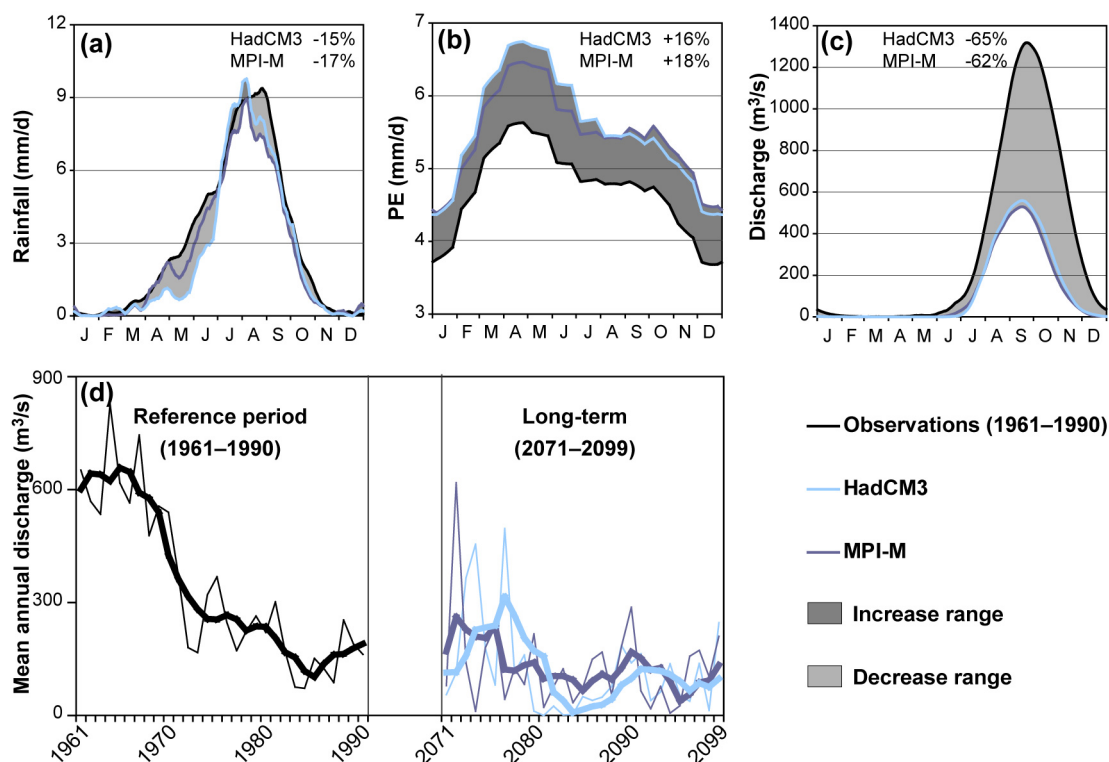 (a)
HadCM3 -15%
MPI-M -17%
Rainfall (mm/d)
12
9
6
3
0
J F M A M J J A S O N D
(b)
HadCM3 +16%
MPI-M +18%
PE (mm/d)
7
6
5
4
3
J F M A M J J A S O N D
(c)
HadCM3 -65%
MPI-M -62%
Discharge (m³/s)
1400
1200
1000
800
600
400
200
0
J F M A M J J A S O N D
(d)
Reference period
(1961–1990)
Long-term
(2071–2099)
Mean annual discharge (m³/s)
900
600
300
0
1961
1970
1980
1990
2071
2080
2090
2099
Observations (1961–1990)
HadCM3
MPI-M
Increase range
Decrease range